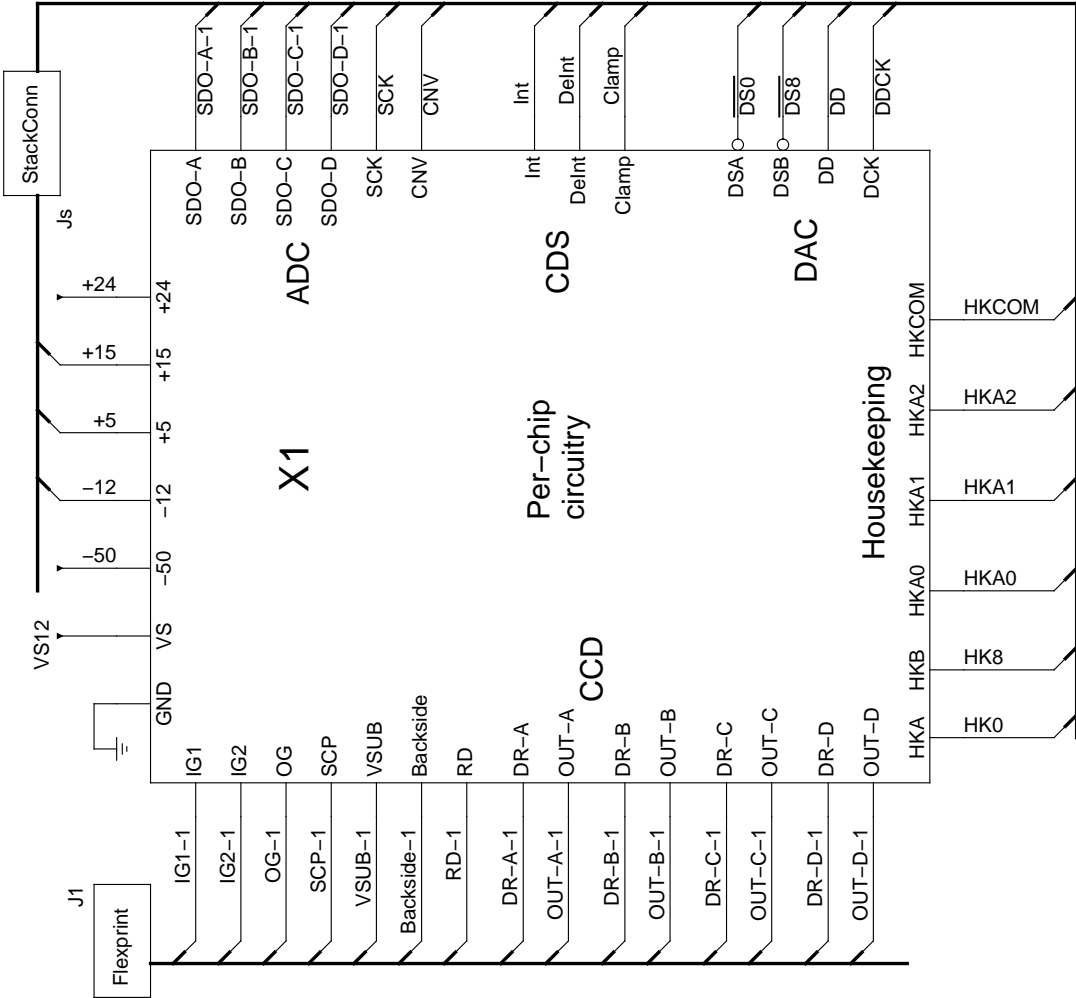 StackConn
Js
+24
+15
+5
−12
−50
VS12
+24
+15
+5
−12
−50
VS
GND
SDO−A−1
SDO−B−1
SDO−C−1
SDO−D−1
SCK
CNV
Int
DeInt
Clamp
DS0
DS8
DD
DDCK
SDO−A
SDO−B
SDO−C
SDO−D
SCK
CNV
Int
DeInt
Clamp
DSA
DSB
DD
DCK
ADC
CDS
DAC
X1
Per−chip
circuitry
Housekeeping
CCD
IG1
IG2
OG
SCP
VSUB
Backside
RD
DR−A
OUT−A
DR−B
OUT−B
DR−C
OUT−C
DR−D
OUT−D
HKCOM
HKA2
HKA1
HKA0
HKB
HKA
HKCOM
HKA2
HKA1
HKA0
HK8
HK0
IG1−1
IG2−1
OG−1
SCP−1
VSUB−1
Backside−1
RD−1
DR−A−1
OUT−A−1
DR−B−1
OUT−B−1
DR−C−1
OUT−C−1
DR−D−1
OUT−D−1
J1
Flexprint